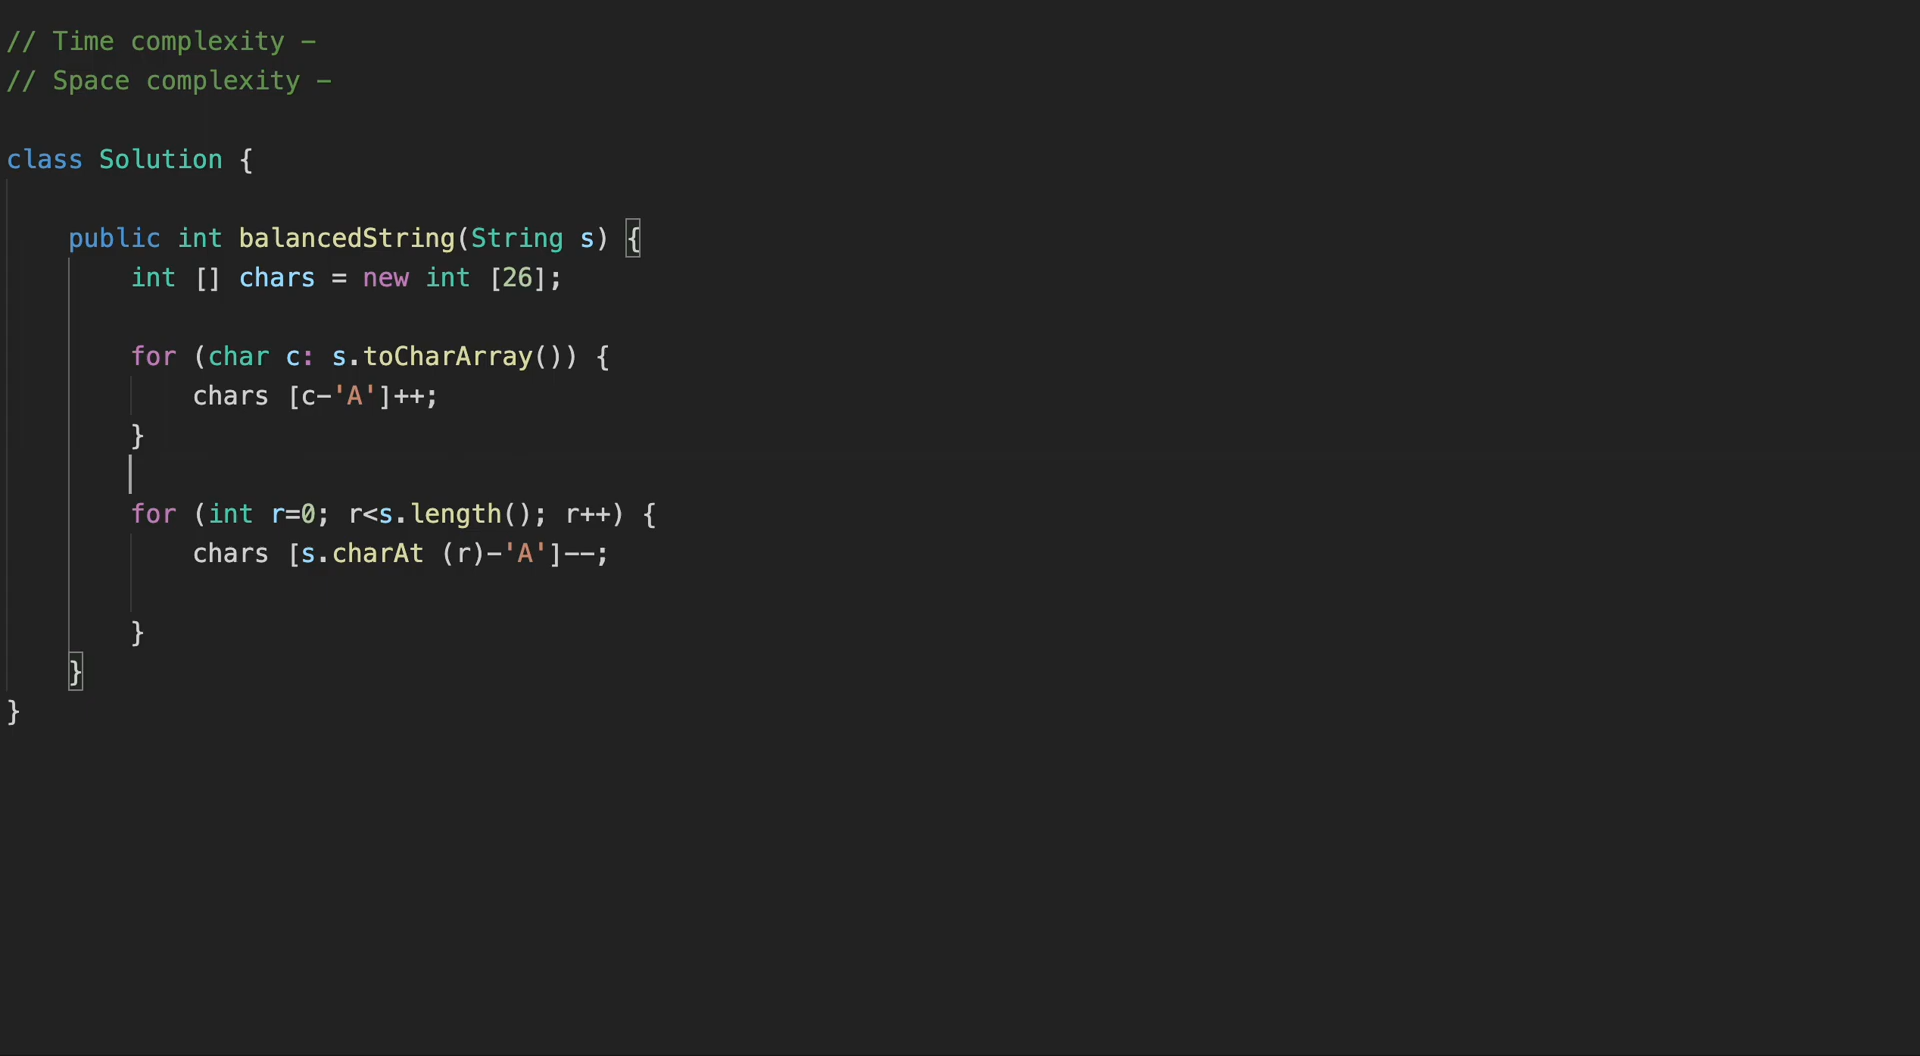 // Time complexity -
// Space complexity -
class Solution {
public int balancedString(String s) {
int [] chars = new int [26];
for (char c: s.toCharArray()) {
chars [c-'A']++;
}
for (int r=0; r<s.length(); r++) {
chars [s.charAt (r)-'A']--;
}
}
}